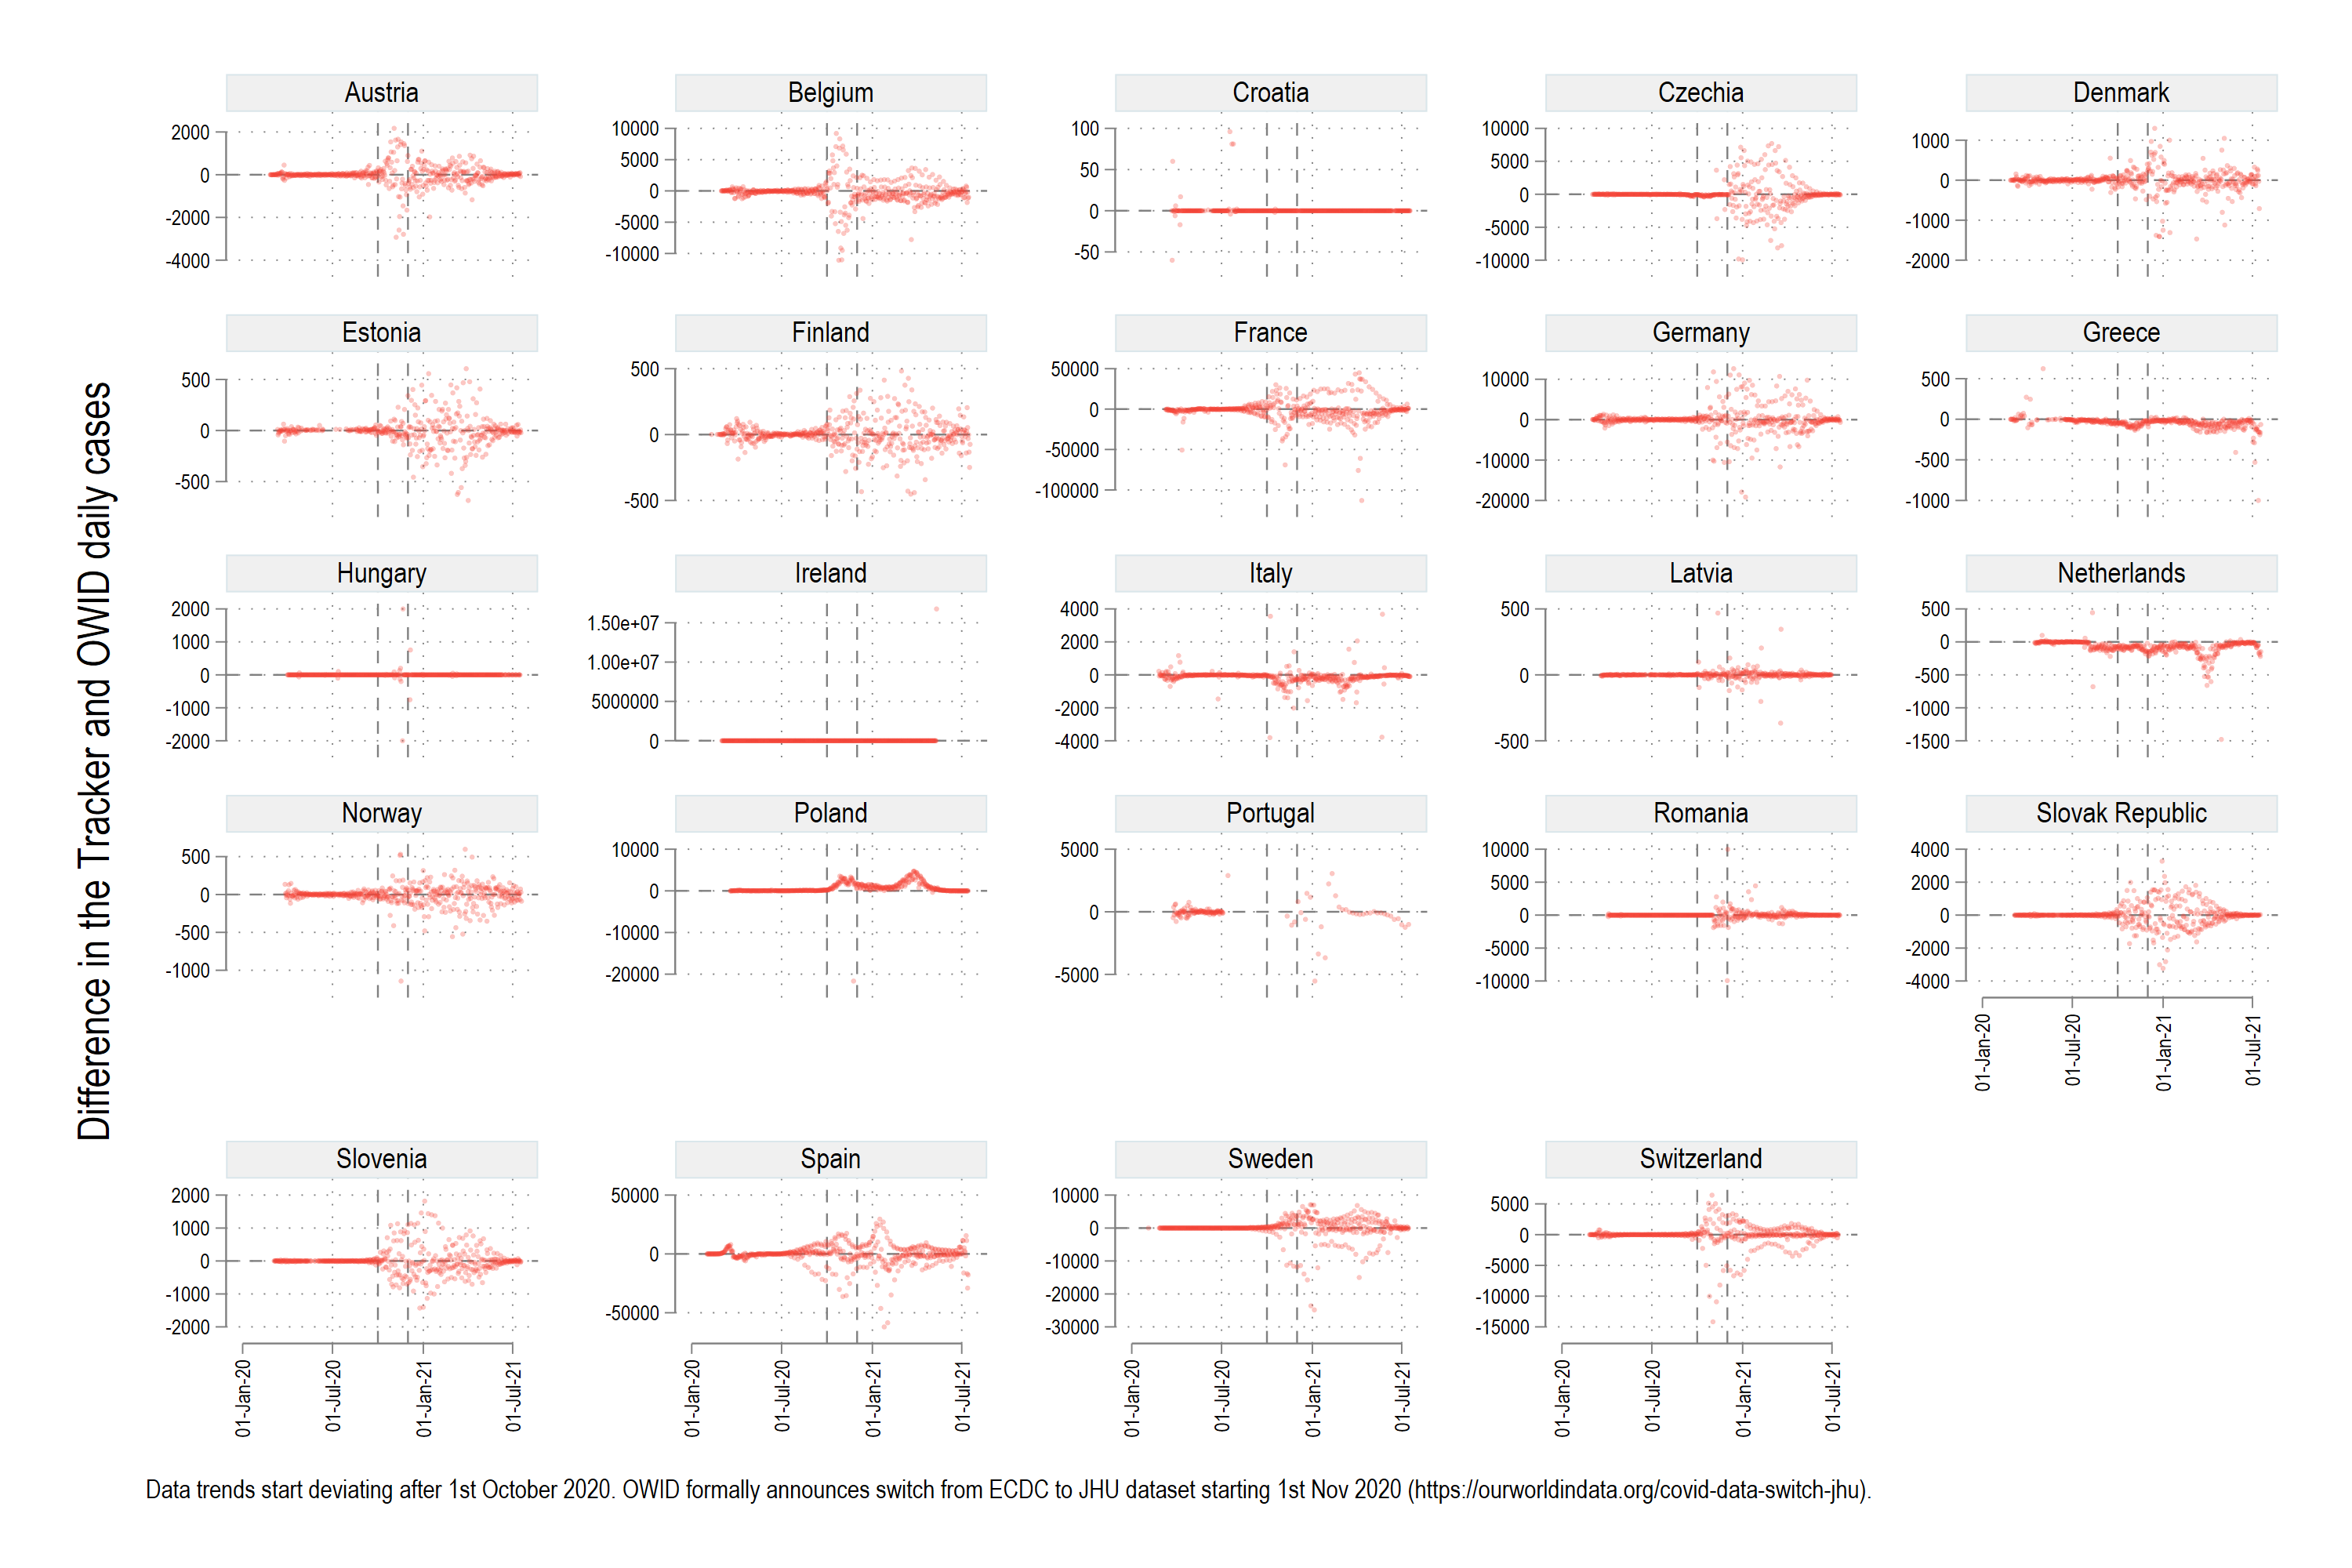 Difference in the Tracker and OWID daily cases
Austria
2000
0
-2000
-4000
Belgium
10000
5000
0
-5000
-10000
Croatia
100
50
0
-50
Czechia
10000
5000
0
-5000
-10000
Denmark
1000
0
-1000
-2000
Estonia
500
0
-500
Finland
500
0
-500
France
50000
0
-50000
-100000
Germany
10000
0
-10000
-20000
Greece
500
0
-500
-1000
Hungary
2000
1000
0
-1000
-2000
Ireland
1.50e+07
1.00e+07
5000000
0
Italy
4000
2000
0
-2000
-4000
Latvia
500
0
-500
Netherlands
500
0
-500
-1000
-1500
Norway
500
0
-500
-1000
Poland
10000
0
-10000
-20000
Portugal
5000
0
-5000
Romania
10000
5000
0
-5000
-10000
Slovak Republic
4000
2000
0
-2000
-4000
01-Jan-20
01-Jul-20
01-Jan-21
01-Jul-21
Slovenia
2000
1000
0
-1000
-2000
01-Jan-20
01-Jul-20
01-Jan-21
01-Jul-21
Spain
50000
0
-50000
01-Jan-20
01-Jul-20
01-Jan-21
01-Jul-21
Sweden
10000
0
-10000
-20000
-30000
01-Jan-20
01-Jul-20
01-Jan-21
01-Jul-21
Switzerland
5000
0
-5000
-10000
-15000
01-Jan-20
01-Jul-20
01-Jan-21
01-Jul-21
Data trends start deviating after 1st October 2020. OWID formally announces switch from ECDC to JHU dataset starting 1st Nov 2020 (https://ourworldindata.org/covid-data-switch-jhu).